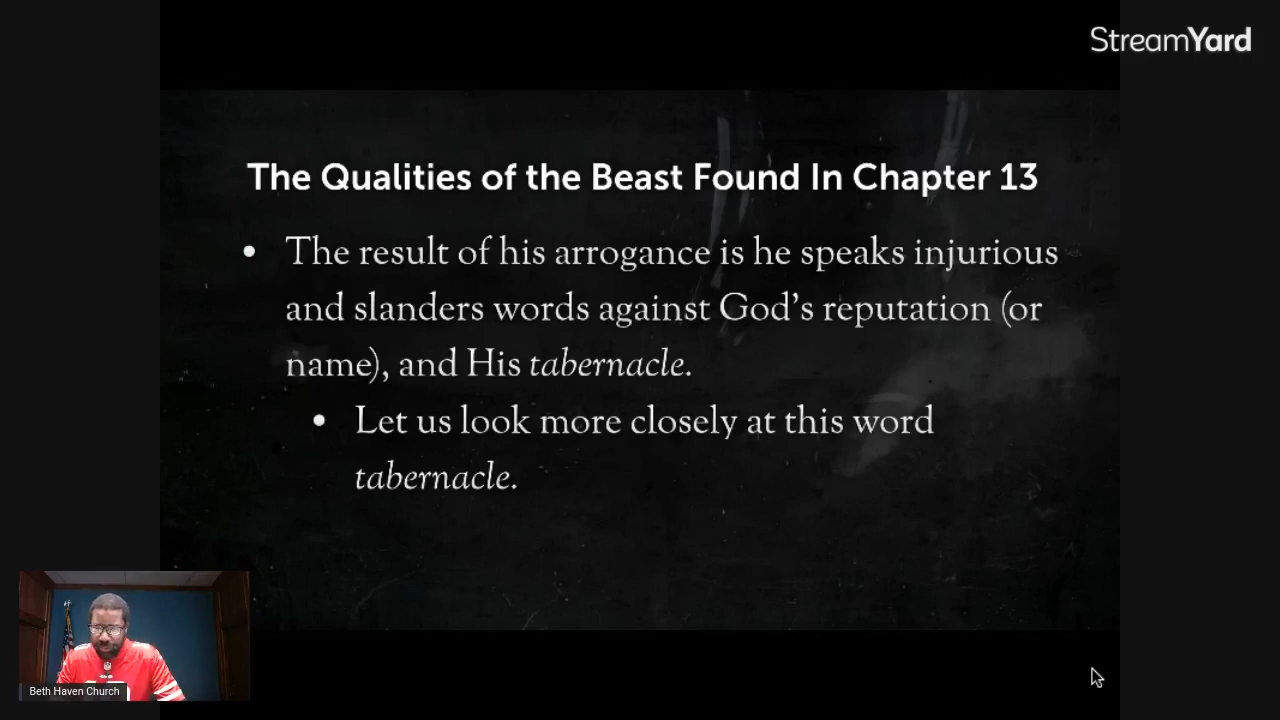 StreamYard
The Qualities of the Beast Found In Chapter 13
• The result of his arrogance is he speaks injurious
and slanders words against God’s reputation (or
name), and His tabernacle.
• Let us look more closely at this word
tabernacle.
Beth Haven Church